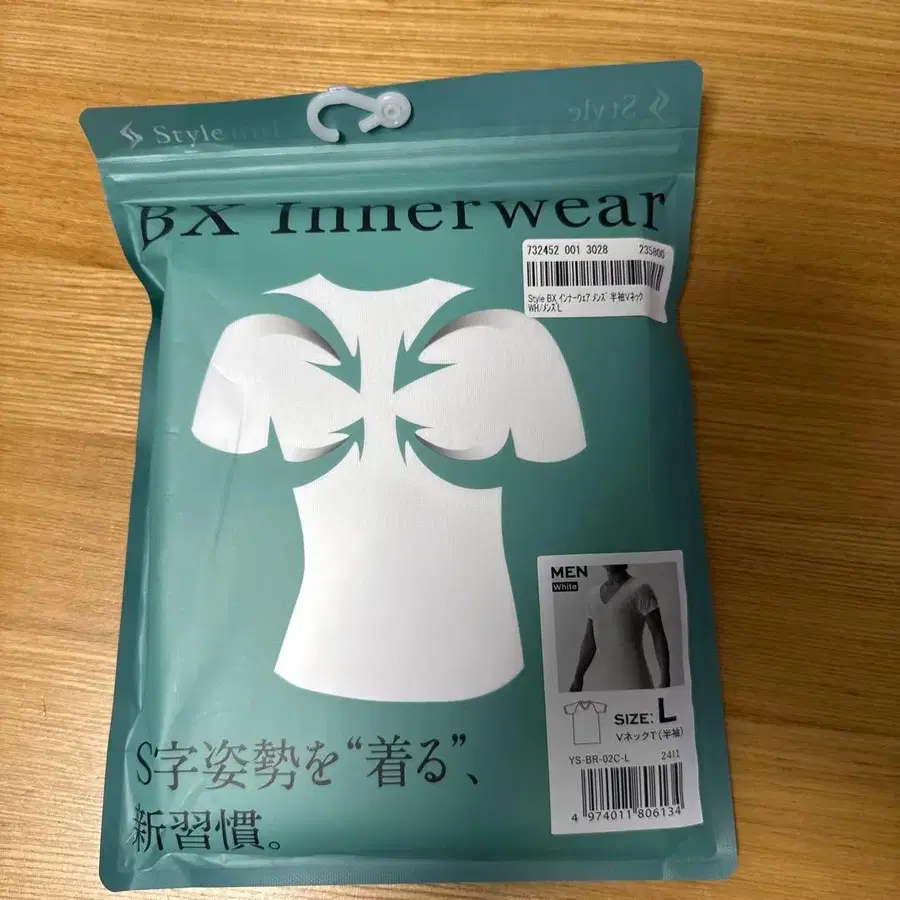 Style
Style
BX Innerwear
732452 001 3028 235800
Style BX インナーウェア メンズ 半袖Vネック
WH/メンズL
MEN
White
SIZE: L
VネックT(半袖)
YS-BR-02C-L 2411
4 974011 806134
S字姿勢を“着る”、
新習慣。